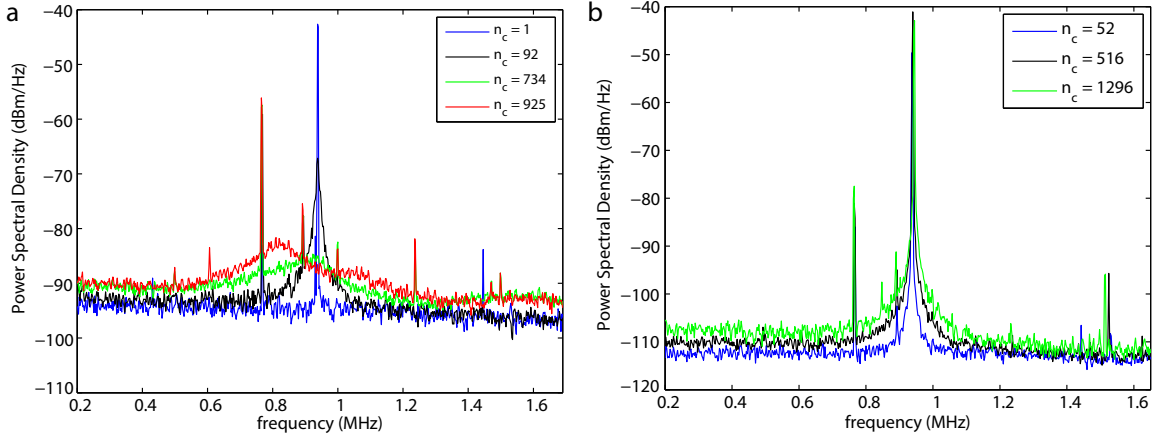 a
Power Spectral Density (dBm/Hz)
−40
−50
−60
−70
−80
−90
−100
−110
0.2 0.4 0.6 0.8 1 1.2 1.4 1.6
frequency (MHz)
n_c = 1
n_c = 92
n_c = 734
n_c = 925
b
Power Spectral Density (dBm/Hz)
−40
−50
−60
−70
−80
−90
−100
−110
−120
0.2 0.4 0.6 0.8 1 1.2 1.4 1.6
frequency (MHz)
n_c = 52
n_c = 516
n_c = 1296